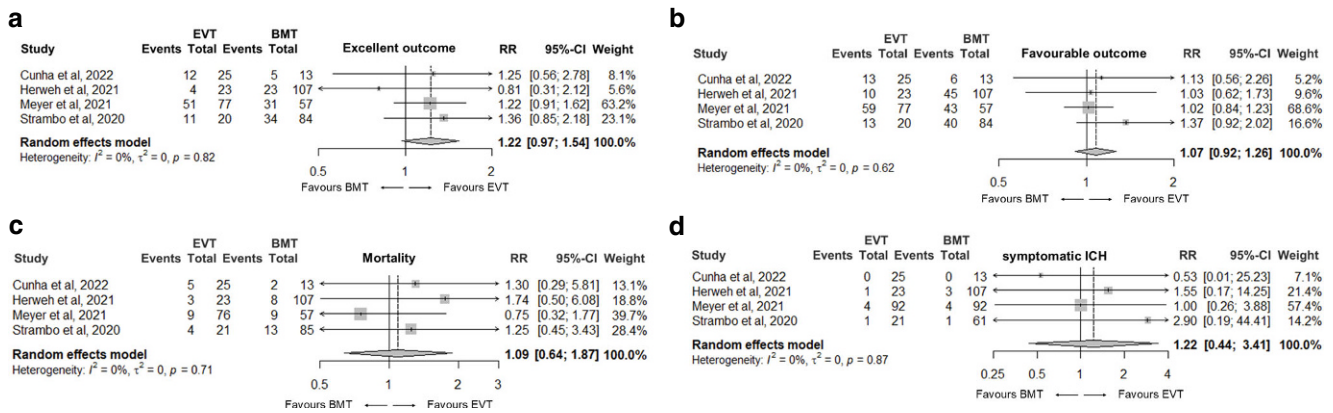 a
EVT BMT
Study Events Total Events Total Excellent outcome RR 95%-CI Weight
Cunha et al, 2022 12 25 5 13 1.25 [0.56; 2.78] 8.1%
Herweh et al, 2021 4 23 23 107 0.81 [0.31; 2.12] 5.6%
Meyer et al, 2021 51 77 31 57 1.22 [0.91; 1.62] 63.2%
Strambo et al, 2020 11 20 34 84 1.36 [0.85; 2.18] 23.1%
Random effects model 1.22 [0.97; 1.54] 100.0%
Heterogeneity: I² = 0%, τ² = 0, p = 0.82
0.5 1 2
Favours BMT ← → Favours EVT
b
EVT BMT
Study Events Total Events Total Favourable outcome RR 95%-CI Weight
Cunha et al, 2022 13 25 6 13 1.13 [0.56; 2.26] 5.2%
Herweh et al, 2021 10 23 45 107 1.03 [0.62; 1.73] 9.6%
Meyer et al, 2021 59 77 43 57 1.02 [0.84; 1.23] 68.6%
Strambo et al, 2020 13 20 40 84 1.37 [0.92; 2.02] 16.6%
Random effects model 1.07 [0.92; 1.26] 100.0%
Heterogeneity: I² = 0%, τ² = 0, p = 0.62
0.5 1 2
Favours BMT ← → Favours EVT
c
EVT BMT
Study Events Total Events Total Mortality RR 95%-CI Weight
Cunha et al, 2022 5 25 2 13 1.30 [0.29; 5.81] 13.1%
Herweh et al, 2021 3 23 8 107 1.74 [0.50; 6.08] 18.8%
Meyer et al, 2021 9 76 9 57 0.75 [0.32; 1.77] 39.7%
Strambo et al, 2020 4 21 13 85 1.25 [0.45; 3.43] 28.4%
Random effects model 1.09 [0.64; 1.87] 100.0%
Heterogeneity: I² = 0%, τ² = 0, p = 0.71
0.5 1 2 3
Favours BMT ← → Favours EVT
d
EVT BMT
Study Events Total Events Total symptomatic ICH RR 95%-CI Weight
Cunha et al, 2022 0 25 0 13 0.53 [0.01; 25.23] 7.1%
Herweh et al, 2021 1 23 3 107 1.55 [0.17; 14.25] 21.4%
Meyer et al, 2021 4 92 4 92 1.00 [0.26; 3.88] 57.4%
Strambo et al, 2020 1 21 1 61 2.90 [0.19; 44.41] 14.2%
Random effects model 1.22 [0.44; 3.41] 100.0%
Heterogeneity: I² = 0%, τ² = 0, p = 0.87
0.25 0.5 1 2 4
Favours BMT ← → Favours EVT